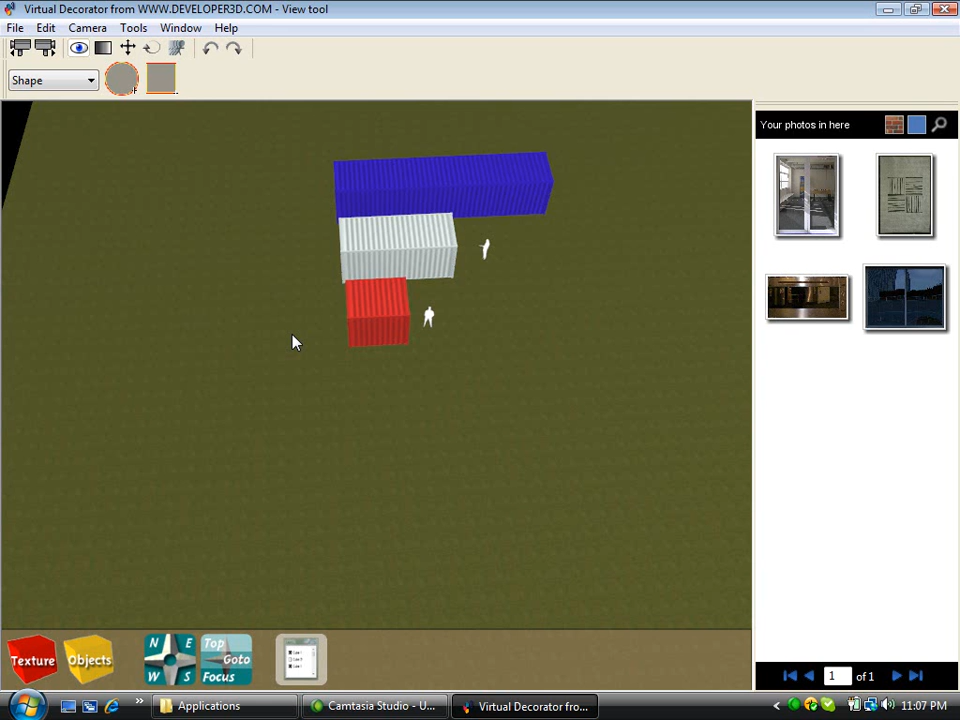 Virtual Decorator from WWW.DEVELOPER3D.COM - View tool
File Edit Camera Tools Window Help
Shape
Your photos in here
Texture
Objects
N E
W S
Top
Goto
Focus
1 of 1
Applications
Camtasia Studio - U...
Virtual Decorator fro...
11:07 PM